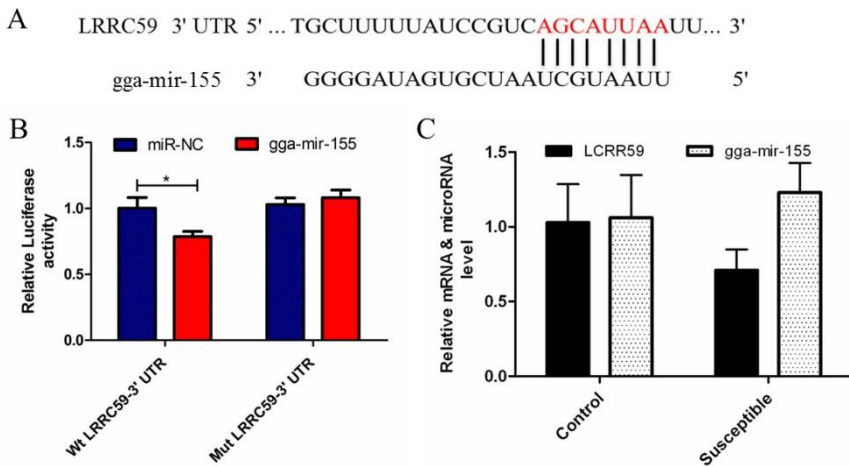 A
LRRC59 3' UTR 5' ... TGCUUUUUAUCCGUCAGCAUUAAUU... 3'
gga-mir-155 3' GGGGAUAGUGCUAAUCGUAAUU 5'
B
miR-NC gga-mir-155
Relative Luciferase
activity
1.5
1.0
0.5
0.0
*
Wt LRRC59-3' UTR
Mut LRRC59-3' UTR
C
LCRR59 gga-mir-155
Relative mRNA & microRNA
level
1.5
1.0
0.5
0.0
Control
Susceptible